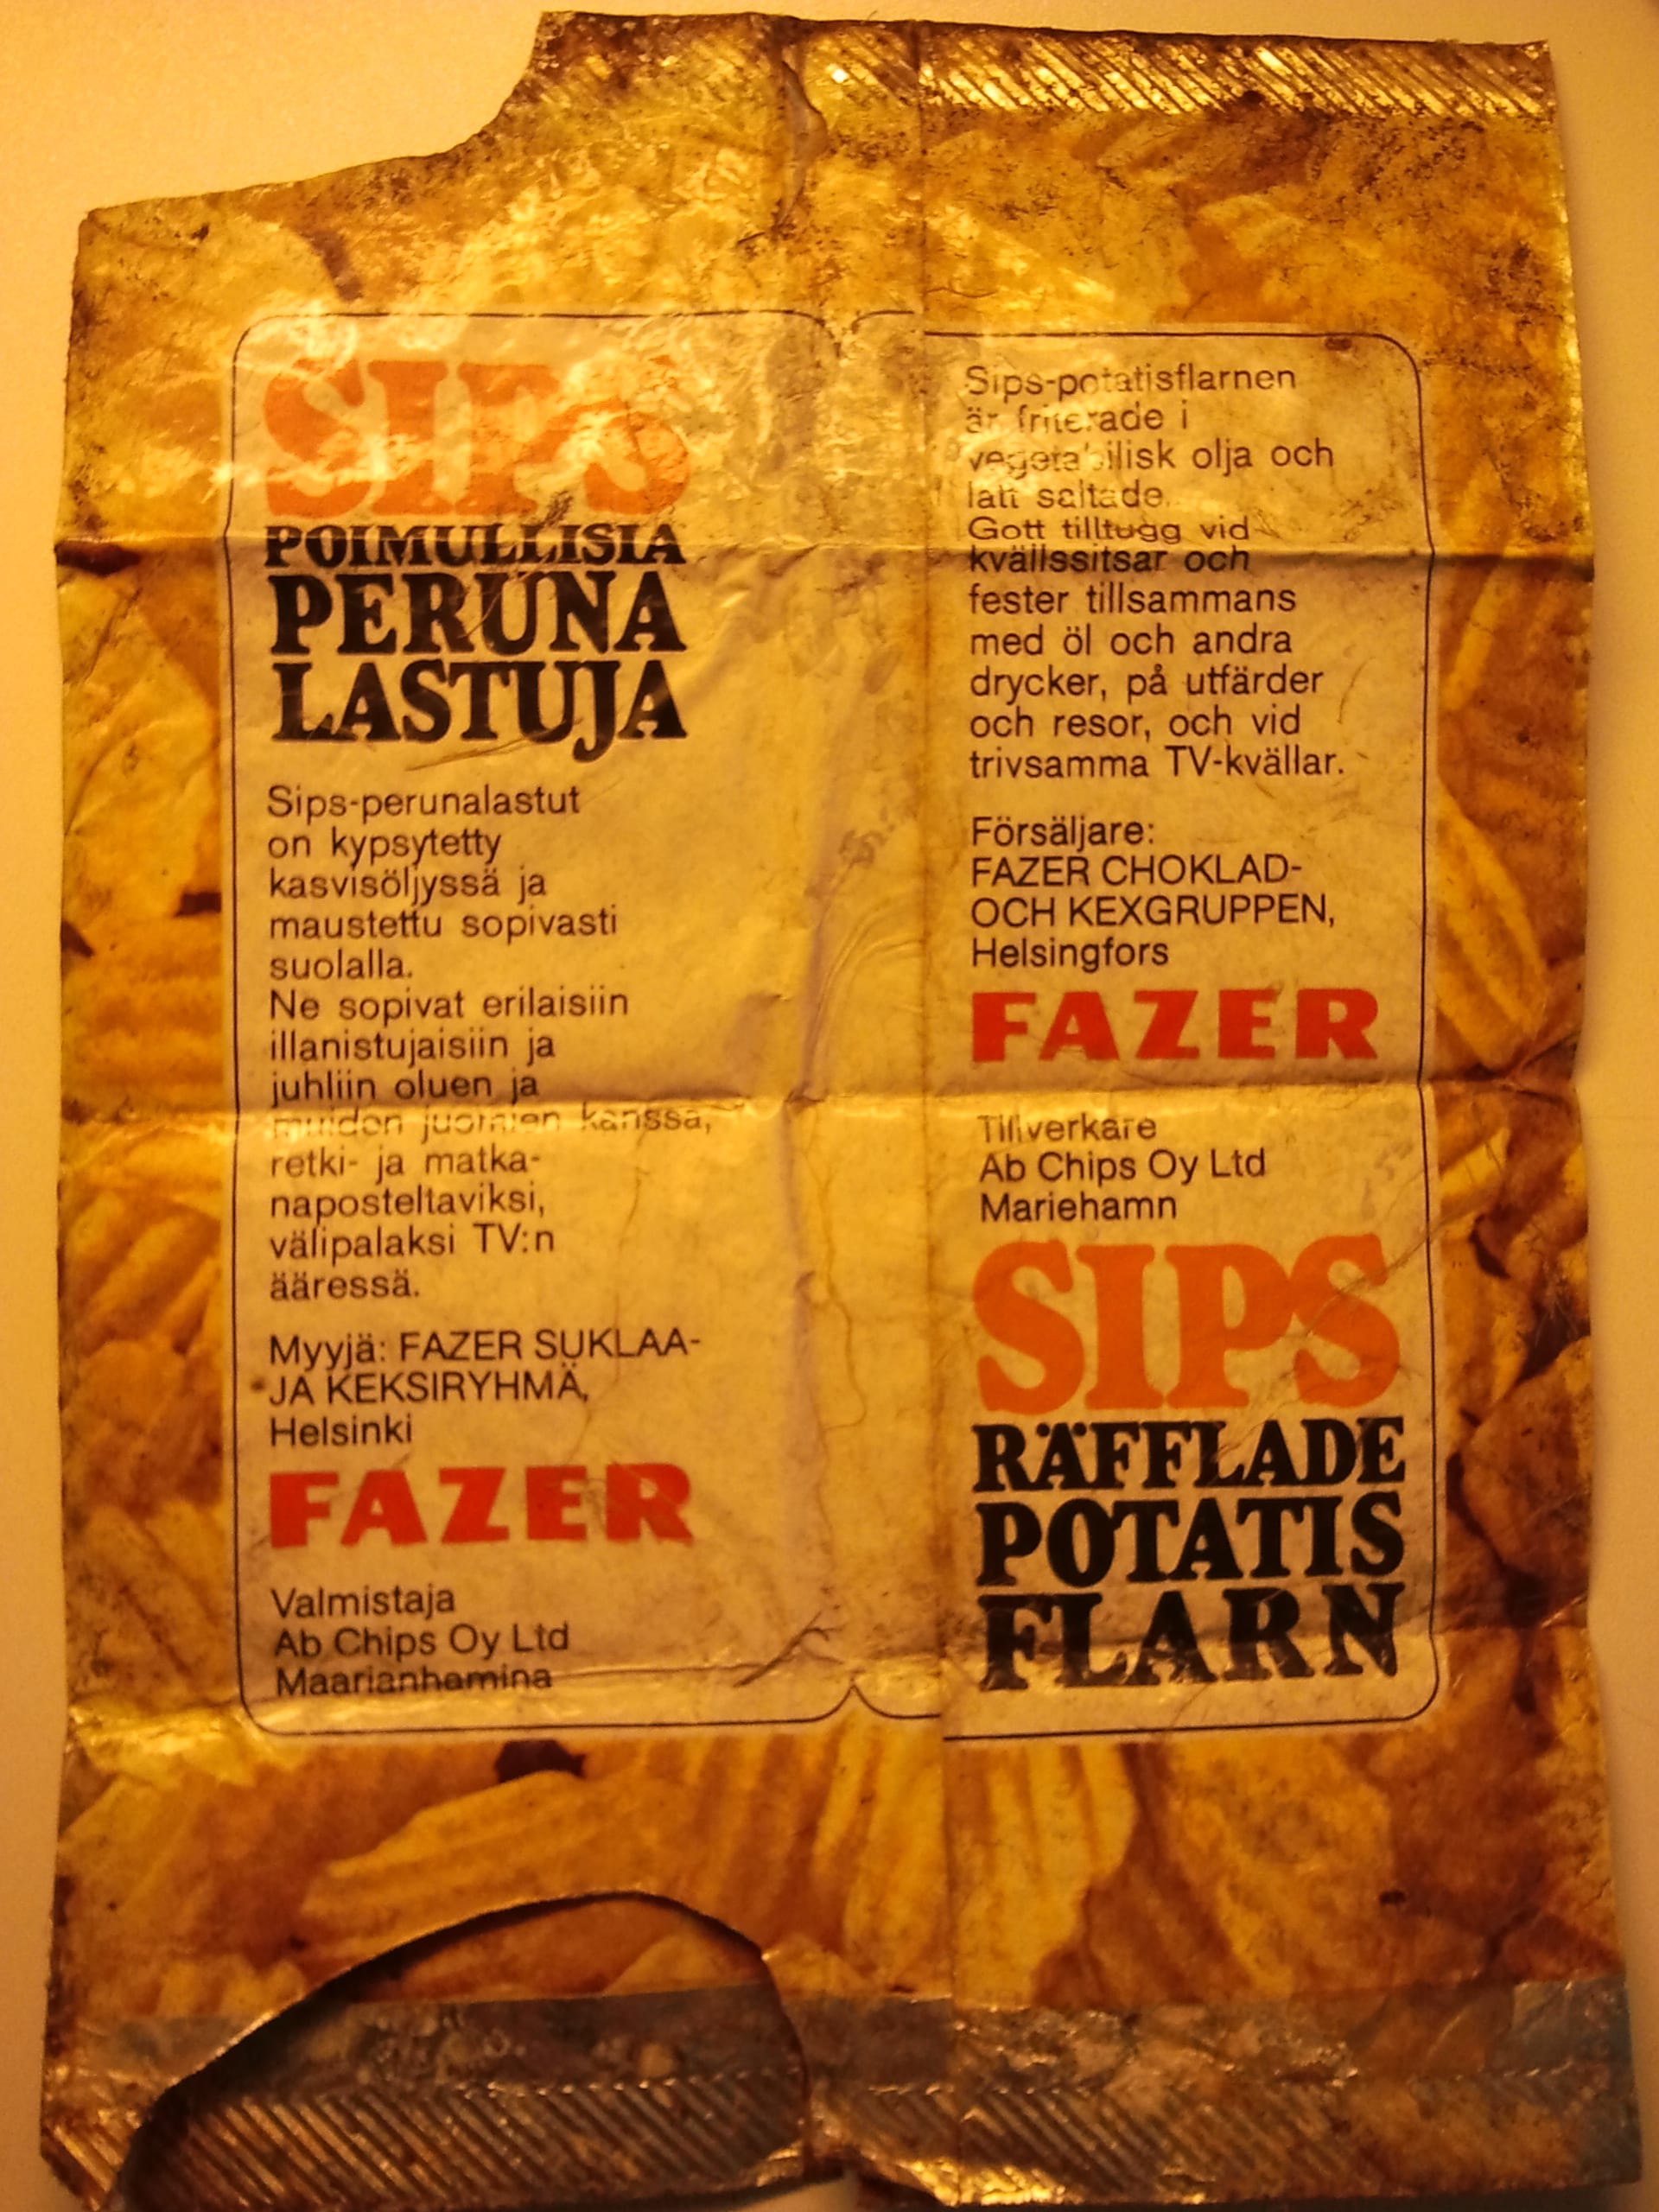 SIPS
POIMULLISIA
PERUNA
LASTUJA
Sips-perunalastut
on kypsytetty
kasvisöljyssä ja
maustettu sopivasti
suolalla.
Ne sopivat erilaisiin
illanistujaisiin ja
juhliin oluen ja
muiden juomien kanssa,
retki- ja matka-
naposteltaviksi,
välipalaksi TV:n
ääressä.
Myyjä: FAZER SUKLAA-
JA KEKSIRYHMÄ,
Helsinki
FAZER
Valmistaja
Ab Chips Oy Ltd
Maarianhamina
Sips-potatisflarnen
är friterade i
vegetabilisk olja och
lätt saltade.
Gott tilltugg vid
kvällssitsar och
fester tillsammans
med öl och andra
drycker, på utfärder
och resor, och vid
trivsamma TV-kvällar.
Försäljare:
FAZER CHOKLAD-
OCH KEXGRUPPEN,
Helsingfors
FAZER
Tillverkare
Ab Chips Oy Ltd
Mariehamn
SIPS
RÄFFLADE
POTATIS
FLARN